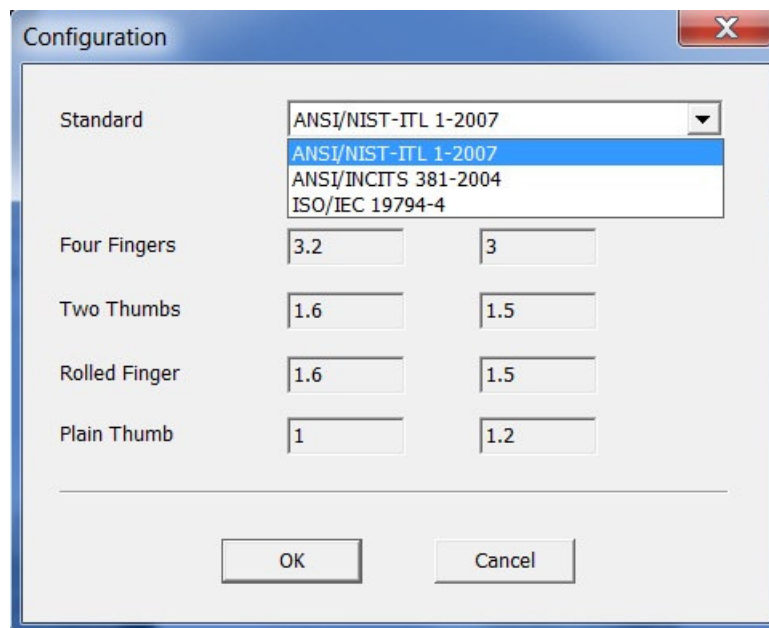 Configuration
Standard ANSI/NIST-ITL 1-2007
ANSI/NIST-ITL 1-2007
ANSI/INCITS 381-2004
ISO/IEC 19794-4
Four Fingers 3.2 3
Two Thumbs 1.6 1.5
Rolled Finger 1.6 1.5
Plain Thumb 1 1.2
OK Cancel